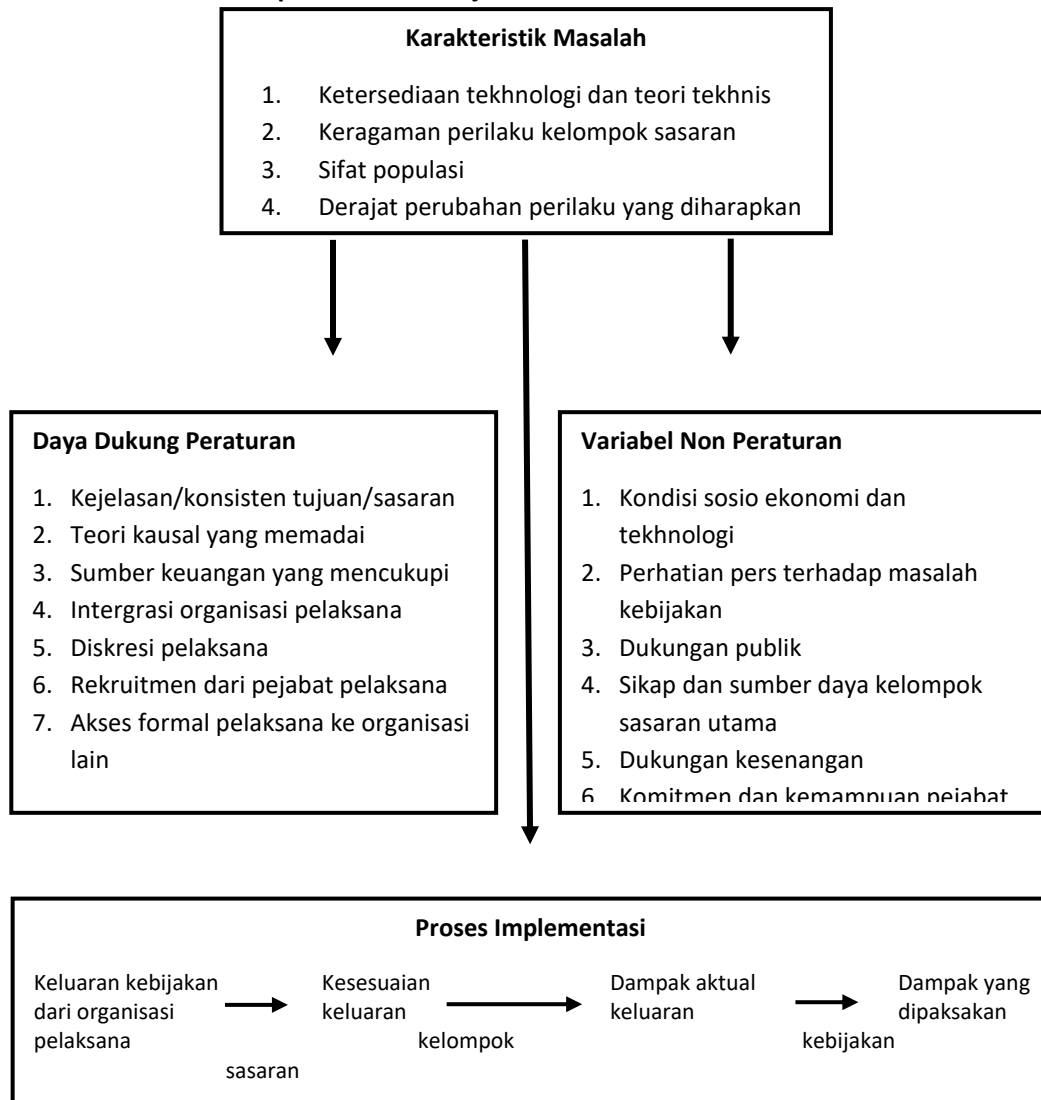 Karakteristik Masalah
1. Ketersediaan tekhnologi dan teori tekhnis
2. Keragaman perilaku kelompok sasaran
3. Sifat populasi
4. Derajat perubahan perilaku yang diharapkan
Daya Dukung Peraturan
1. Kejelasan/konsisten tujuan/sasaran
2. Teori kausal yang memadai
3. Sumber keuangan yang mencukupi
4. Intergrasi organisasi pelaksana
5. Diskresi pelaksana
6. Rekruitmen dari pejabat pelaksana
7. Akses formal pelaksana ke organisasi
lain
Variabel Non Peraturan
1. Kondisi sosio ekonomi dan
tekhnologi
2. Perhatian pers terhadap masalah
kebijakan
3. Dukungan publik
4. Sikap dan sumber daya kelompok
sasaran utama
5. Dukungan kesenangan
6. Komitmen dan kemampuan pejabat
Proses Implementasi
Keluaran kebijakan
dari organisasi
pelaksana
sasaran
Kesesuaian
keluaran
kelompok
Dampak aktual
keluaran
kebijakan
Dampak yang
dipaksakan